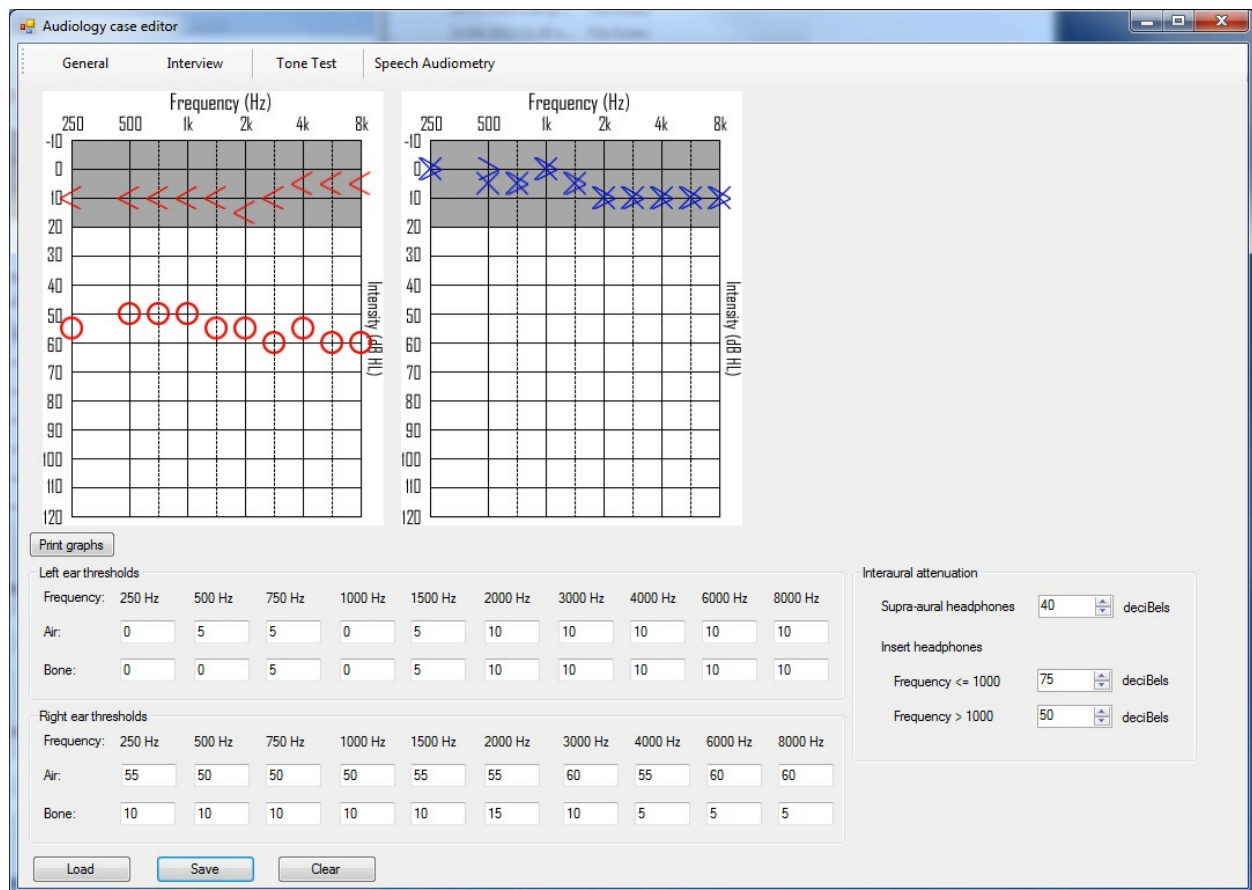 Audiology case editor
General Interview Tone Test Speech Audiometry
Frequency (Hz) Frequency (Hz)
250 500 1k 2k 4k 8k 250 500 1k 2k 4k 8k
-10 -10
0 0
10 10
20 20
30 30
40 40
50 50
60 60
70 70
80 80
90 90
100 100
110 110
120 120
Intensity (dB HL) Intensity (dB HL)
Print graphs
Left ear thresholds
Frequency: 250 Hz 500 Hz 750 Hz 1000 Hz 1500 Hz 2000 Hz 3000 Hz 4000 Hz 6000 Hz 8000 Hz
Air: 0 5 5 0 5 10 10 10 10 10
Bone: 0 0 5 0 5 10 10 10 10 10
Right ear thresholds
Frequency: 250 Hz 500 Hz 750 Hz 1000 Hz 1500 Hz 2000 Hz 3000 Hz 4000 Hz 6000 Hz 8000 Hz
Air: 55 50 50 50 55 55 60 55 60 60
Bone: 10 10 10 10 10 15 10 5 5 5
Interaural attenuation
Supra-aural headphones 40 deciBels
Insert headphones
Frequency <= 1000 75 deciBels
Frequency > 1000 50 deciBels
Load Save Clear